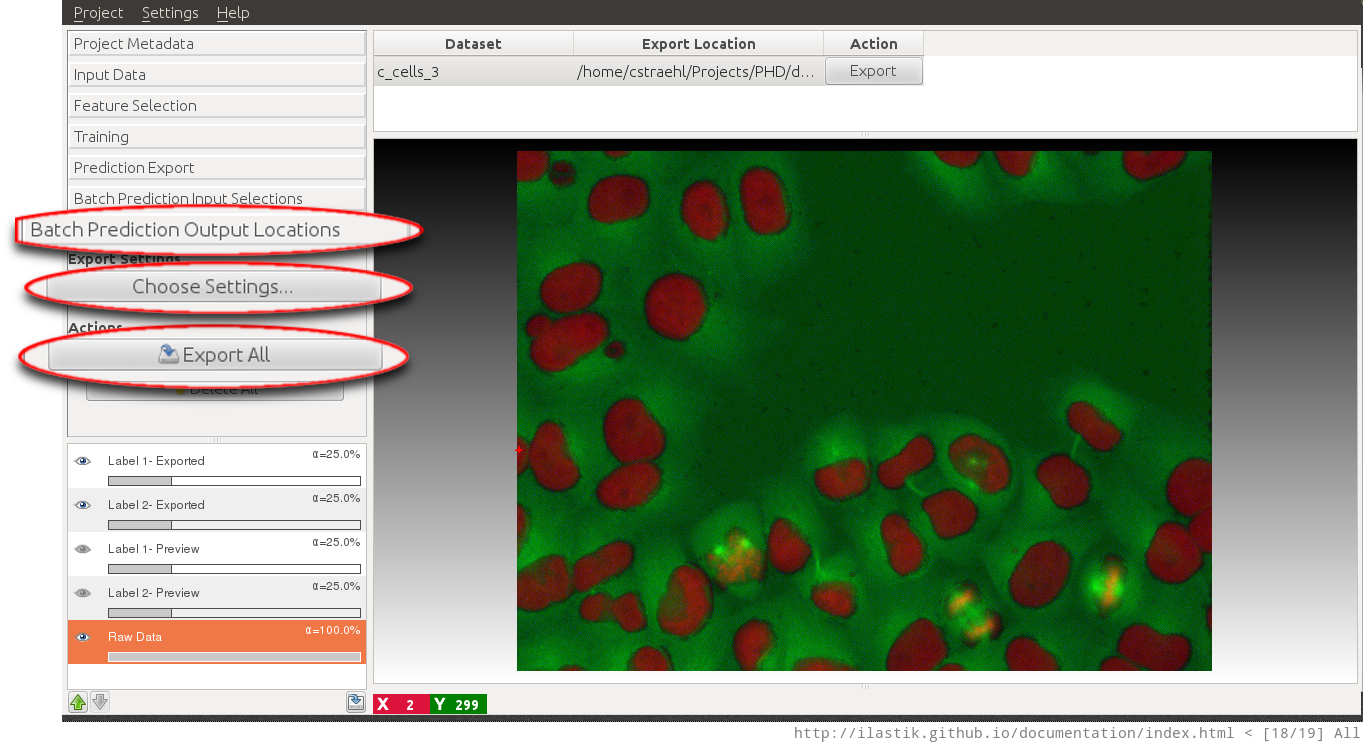 Project Settings Help
Project Metadata
Input Data
Feature Selection
Training
Prediction Export
Batch Prediction Input Selections
Batch Prediction Output Locations
Export Settings
Choose Settings...
Actions
Export All
Delete All
Label 1- Exported α=25.0%
Label 2- Exported α=25.0%
Label 1- Preview α=25.0%
Label 2- Preview α=25.0%
Raw Data α=100.0%
Dataset Export Location Action
c_cells_3 /home/cstraehl/Projects/PHD/d... Export
X 2 Y 299
http://ilastik.github.io/documentation/index.html < [18/19] All